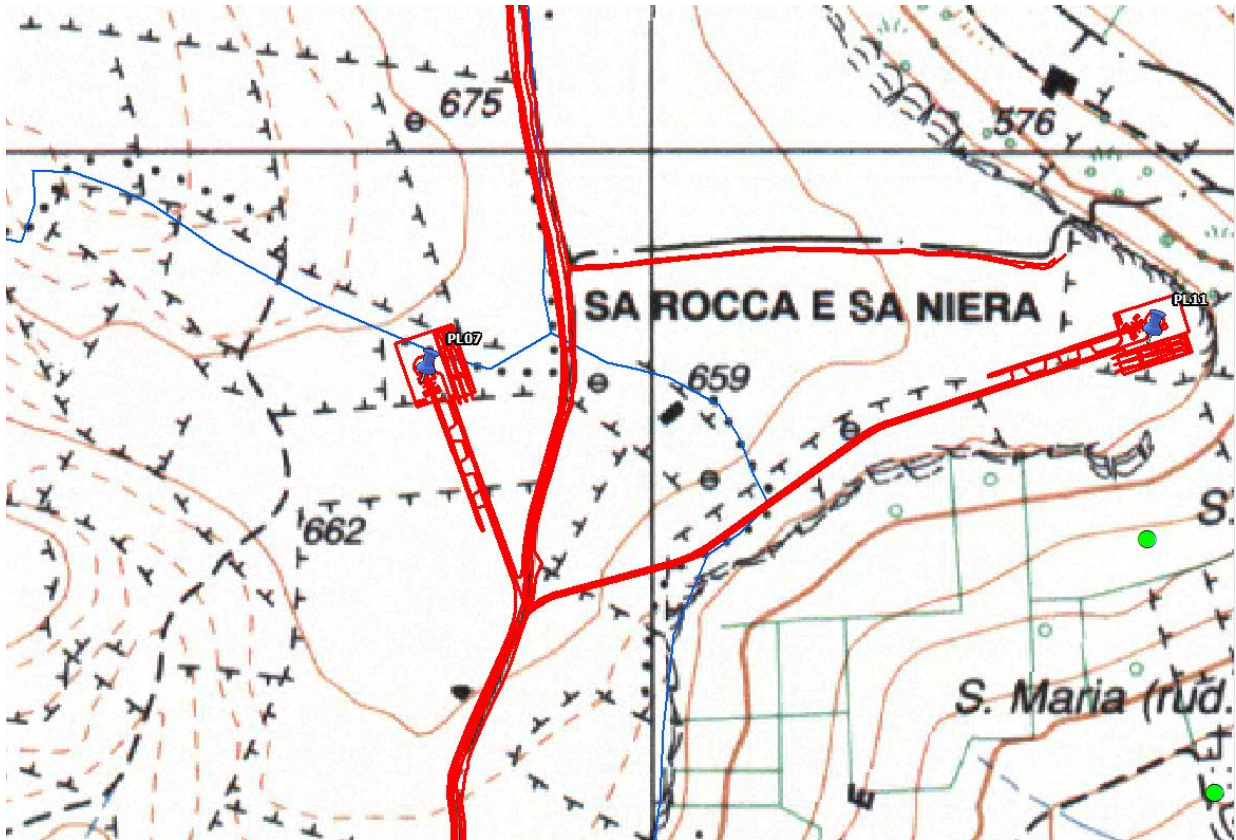 675
576
SA ROCCA E SA NIERA
PL11
PL07
659
662
S.
S. Maria (rud.
E